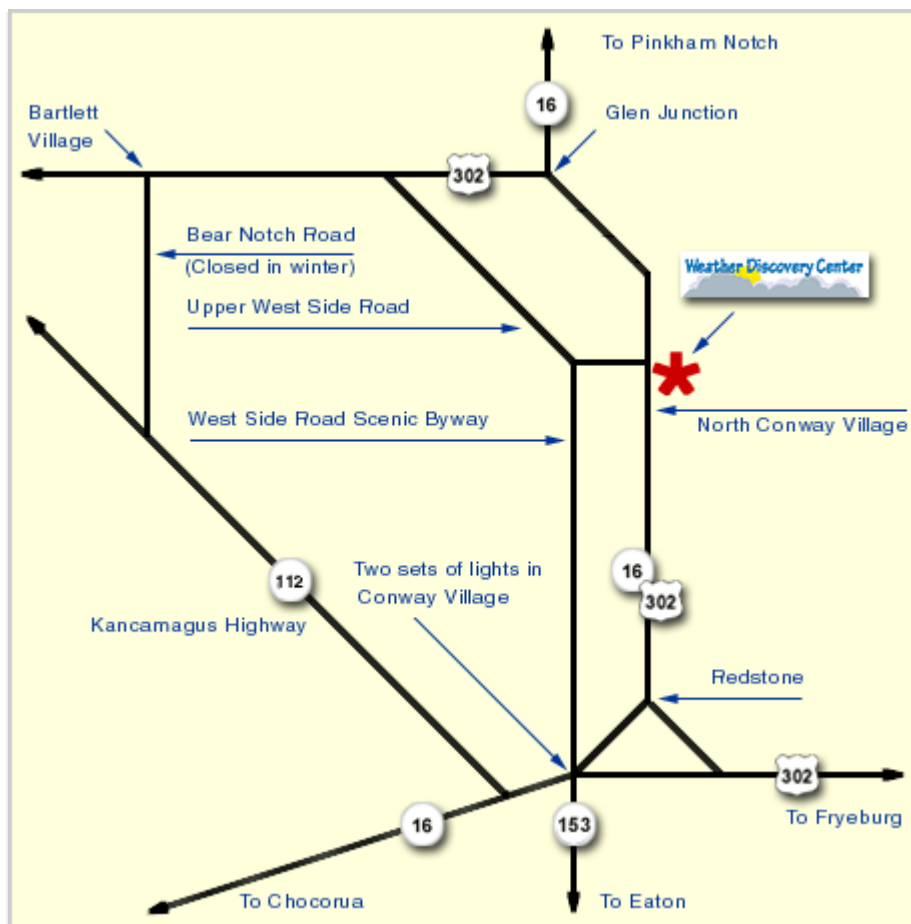 To Pinkham Notch
16
Bartlett
Village
Glen Junction
302
Bear Notch Road
(Closed in winter)
Weather Discovery Center
Upper West Side Road
West Side Road Scenic Byway
North Conway Village
Two sets of lights in
Conway Village
16
302
112
Kancamagus Highway
Redstone
302
To Fryeburg
16
153
To Chocorua
To Eaton